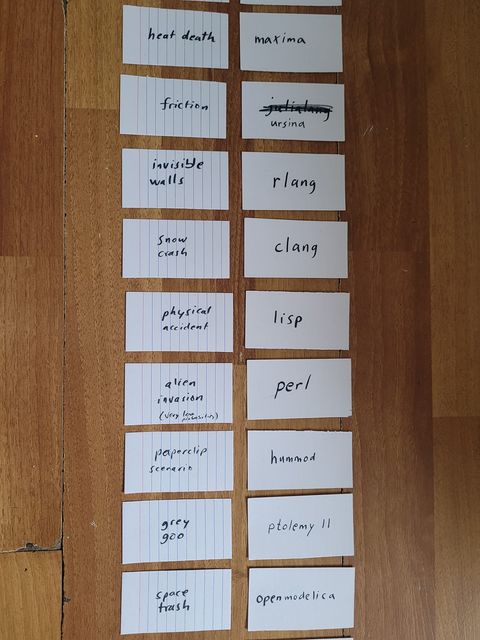 heat death
maxima
friction
julialang
ursina
invisible
walls
rlang
snow
crash
clang
physical
accident
lisp
alien
invasion
(very low
probability)
perl
paperclip
scenario
hummod
grey
goo
ptolemy II
space
trash
openmodelica